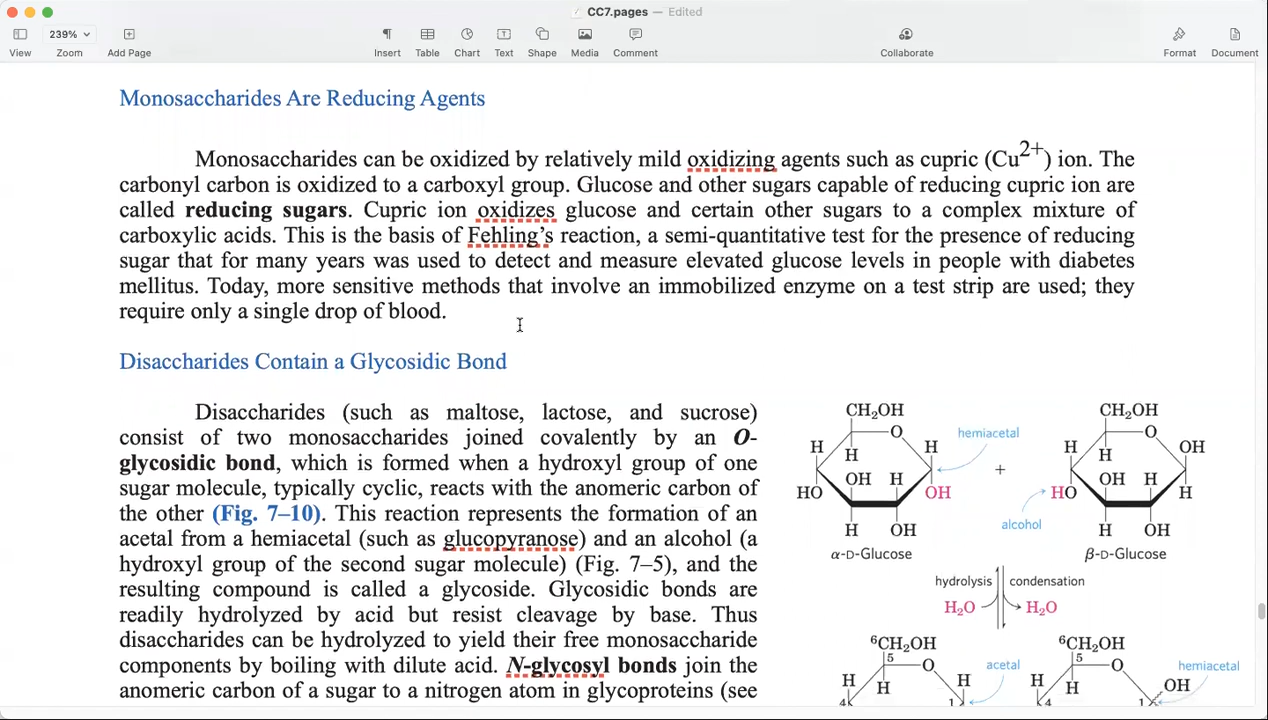 CC7.pages — Edited
239%
View Zoom Add Page Insert Table Chart Text Shape Media Comment Collaborate Format Document
Monosaccharides Are Reducing Agents
Monosaccharides can be oxidized by relatively mild oxidizing agents such as cupric (Cu2+) ion. The
carbonyl carbon is oxidized to a carboxyl group. Glucose and other sugars capable of reducing cupric ion are
called reducing sugars. Cupric ion oxidizes glucose and certain other sugars to a complex mixture of
carboxylic acids. This is the basis of Fehling’s reaction, a semi-quantitative test for the presence of reducing
sugar that for many years was used to detect and measure elevated glucose levels in people with diabetes
mellitus. Today, more sensitive methods that involve an immobilized enzyme on a test strip are used; they
require only a single drop of blood.
Disaccharides Contain a Glycosidic Bond
Disaccharides (such as maltose, lactose, and sucrose)
consist of two monosaccharides joined covalently by an O-
glycosidic bond, which is formed when a hydroxyl group of one
sugar molecule, typically cyclic, reacts with the anomeric carbon of
the other (Fig. 7–10). This reaction represents the formation of an
acetal from a hemiacetal (such as glucopyranose) and an alcohol (a
hydroxyl group of the second sugar molecule) (Fig. 7–5), and the
resulting compound is called a glycoside. Glycosidic bonds are
readily hydrolyzed by acid but resist cleavage by base. Thus
disaccharides can be hydrolyzed to yield their free monosaccharide
components by boiling with dilute acid. N-glycosyl bonds join the
anomeric carbon of a sugar to a nitrogen atom in glycoproteins (see
CH2OH CH2OH
O hemiacetal O
H H H H OH
H H
OH H + OH H
HO OH HO H
alcohol
H OH H OH
α-D-Glucose β-D-Glucose
hydrolysis condensation
H2O H2O
6CH2OH 6CH2OH
5 O acetal 5 O hemiacetal
H H H H OH
4 1 4 1